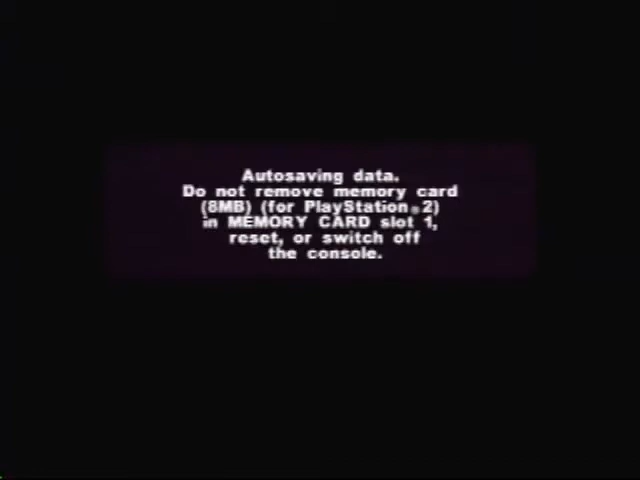 Autosaving data.
Do not remove memory card
(8MB) (for PlayStation®2)
in MEMORY CARD slot 1,
reset, or switch off
the console.